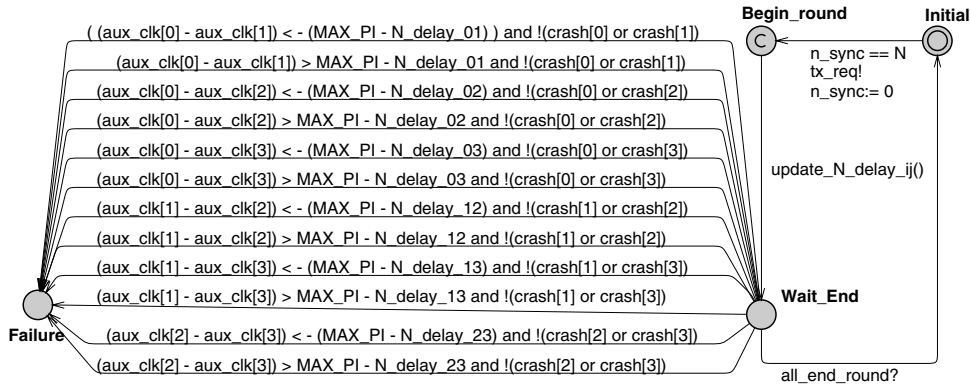 Begin_round
Initial
( (aux_clk[0] - aux_clk[1]) < - (MAX_PI - N_delay_01) ) and !(crash[0] or crash[1])
C
n_sync == N
tx_req!
n_sync:= 0
(aux_clk[0] - aux_clk[1]) > MAX_PI - N_delay_01 and !(crash[0] or crash[1])
(aux_clk[0] - aux_clk[2]) < - (MAX_PI - N_delay_02) and !(crash[0] or crash[2])
(aux_clk[0] - aux_clk[2]) > MAX_PI - N_delay_02 and !(crash[0] or crash[2])
(aux_clk[0] - aux_clk[3]) < - (MAX_PI - N_delay_03) and !(crash[0] or crash[3])
(aux_clk[0] - aux_clk[3]) > MAX_PI - N_delay_03 and !(crash[0] or crash[3])
update_N_delay_ij()
(aux_clk[1] - aux_clk[2]) < - (MAX_PI - N_delay_12) and !(crash[1] or crash[2])
(aux_clk[1] - aux_clk[2]) > MAX_PI - N_delay_12 and !(crash[1] or crash[2])
(aux_clk[1] - aux_clk[3]) < - (MAX_PI - N_delay_13) and !(crash[1] or crash[3])
(aux_clk[1] - aux_clk[3]) > MAX_PI - N_delay_13 and !(crash[1] or crash[3])
Wait_End
Failure
(aux_clk[2] - aux_clk[3]) < - (MAX_PI - N_delay_23) and !(crash[2] or crash[3])
(aux_clk[2] - aux_clk[3]) > MAX_PI - N_delay_23 and !(crash[2] or crash[3])
all_end_round?